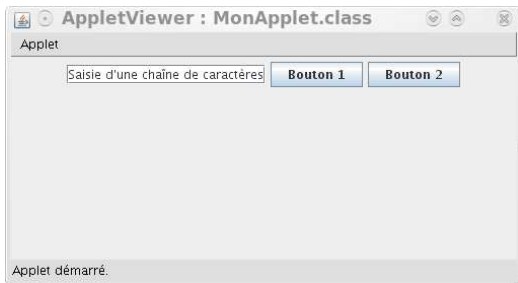 AppletViewer : MonApplet.class
Applet
Saisie d'une chaîne de caractères Bouton 1 Bouton 2
Applet démarré.